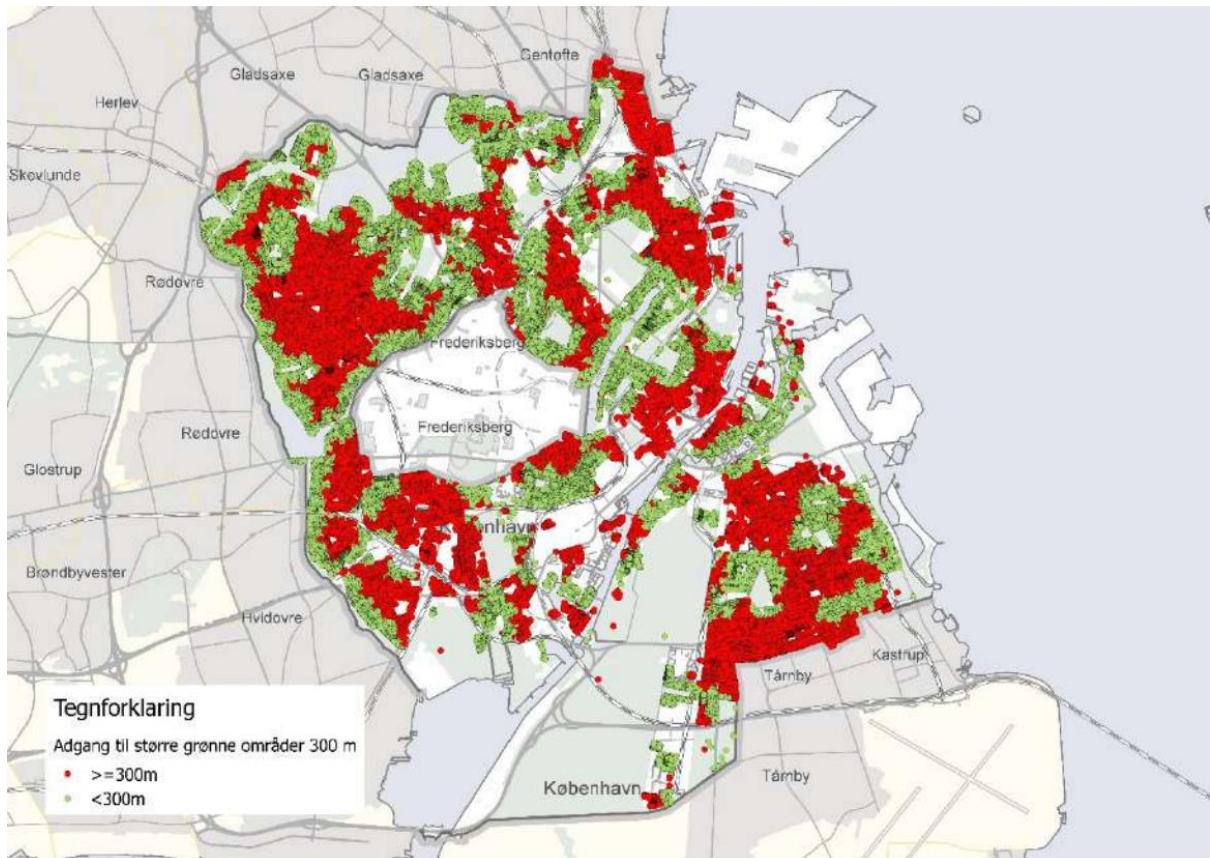 Gentofte
Gladsaxe
Gladsaxe
Herlev
Skovlunde
Rødovre
Frederiksberg
Frederiksberg
Rødovre
Glostrup
København
Brøndbyvester
Hvidovre
Kastrup
Tårnby
Tårnby
København
Tegnforklaring
Adgang til større grønne områder 300 m
>=300m
<300m